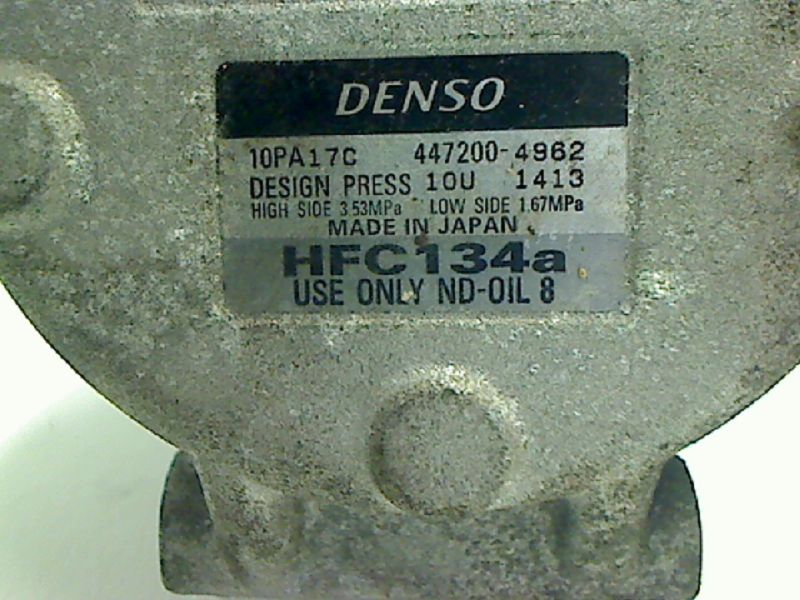 DENSO
10PA17C 447200-4962
DESIGN PRESS 10U 1413
HIGH SIDE 3.53MPa LOW SIDE 1.67MPa
MADE IN JAPAN
HFC134a
USE ONLY ND-OIL 8